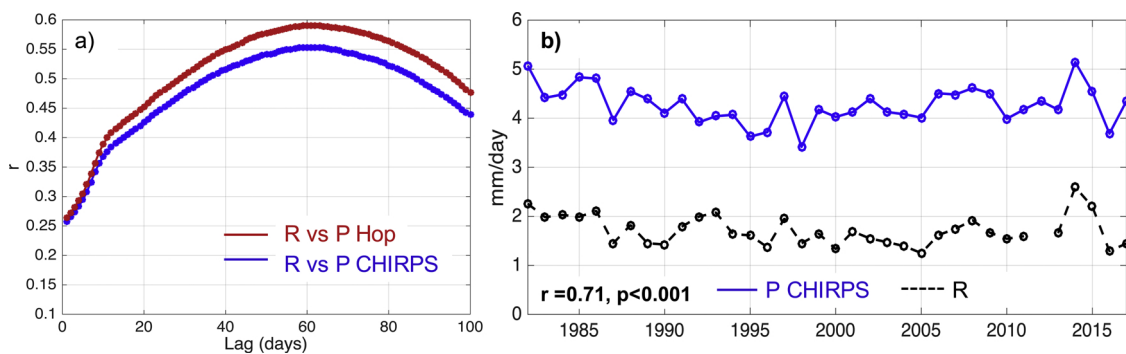 a)
0.6
0.55
0.5
0.45
0.4
0.35
0.3
0.25
0.2
0.15
0.1
r
R vs P Hop
R vs P CHIRPS
0 20 40 60 80 100
Lag (days)
b)
6
5
4
3
2
1
0
mm/day
r =0.71, p<0.001 P CHIRPS R
1985 1990 1995 2000 2005 2010 2015